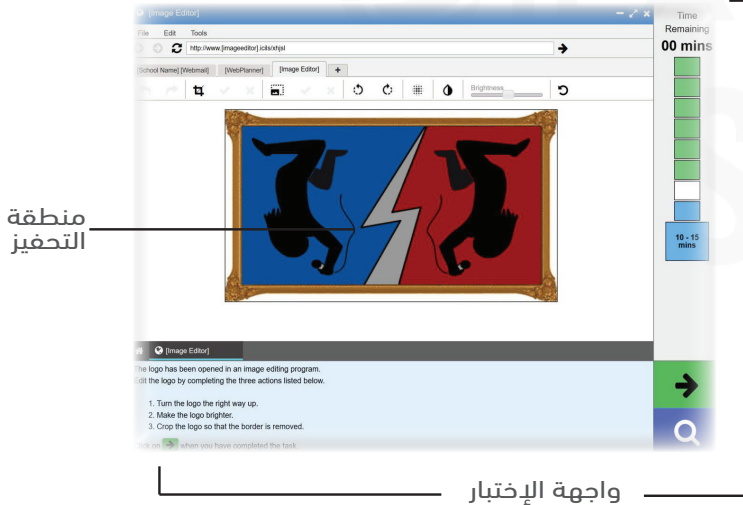 [Image Editor]
Time
Remaining
00 mins
File Edit Tools
http://www.[imageeditor].icils/xhjsl
[School Name] [Webmail] [WebPlanner] [Image Editor] +
Brightness
منطقة
التحفيز
10 - 15
mins
[Image Editor]
The logo has been opened in an image editing program.
Edit the logo by completing the three actions listed below.
1. Turn the logo the right way up.
2. Make the logo brighter.
3. Crop the logo so that the border is removed.
Click on when you have completed the task.
واجهة الإختبار